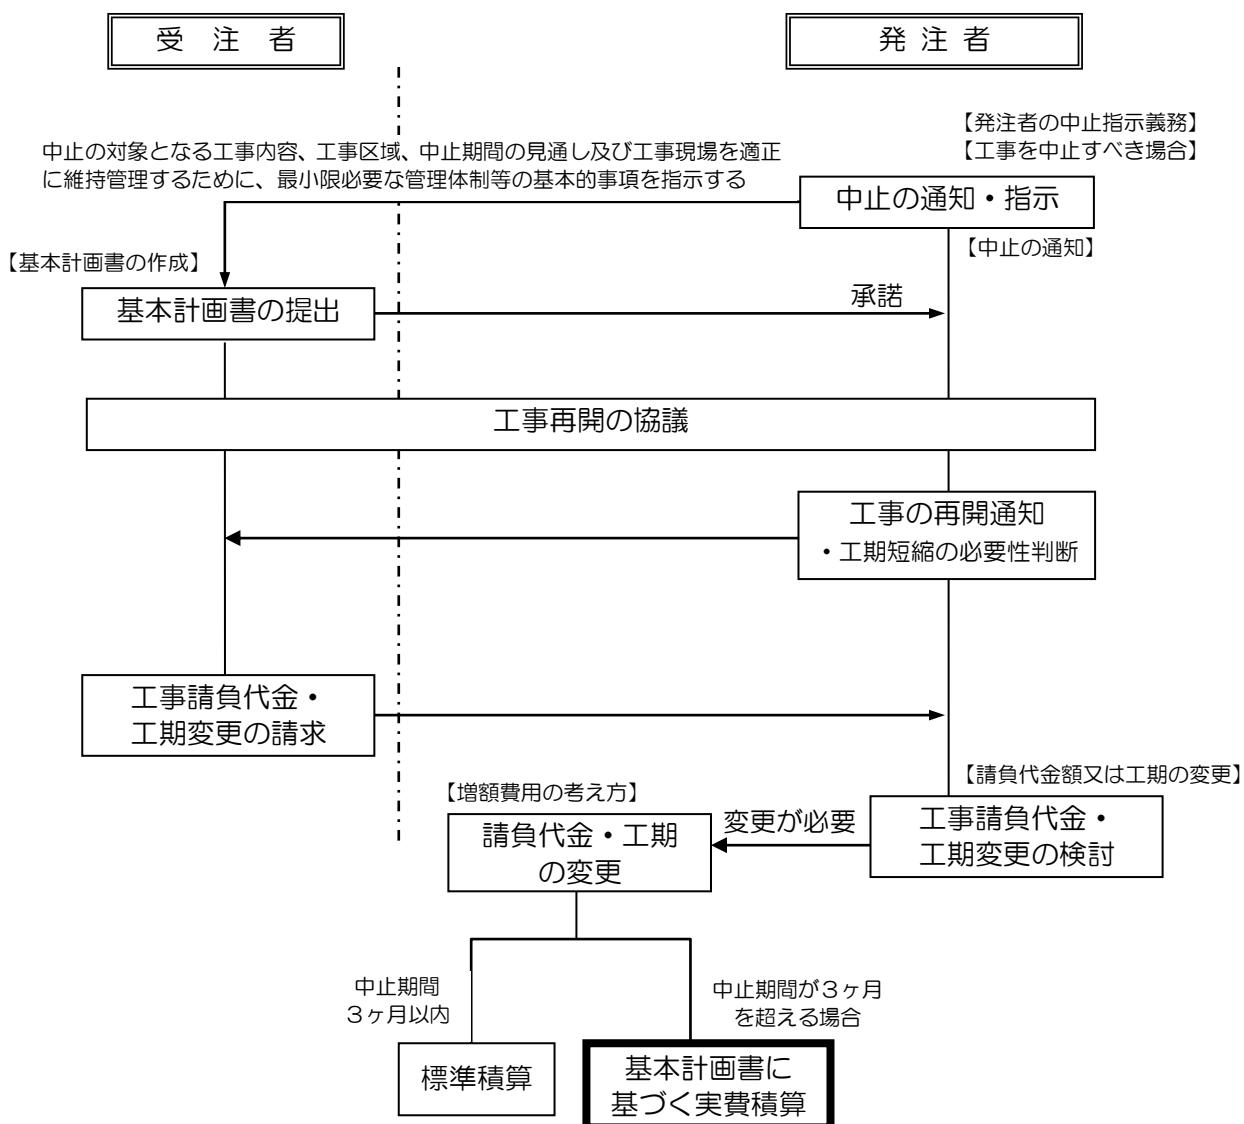 受 注 者
発 注 者
【発注者の中止指示義務】
【工事を中止すべき場合】
中止の対象となる工事内容、工事区域、中止期間の見通し及び工事現場を適正
に維持管理するために、最小限必要な管理体制等の基本的事項を指示する
中止の通知・指示
【中止の通知】
【基本計画書の作成】
基本計画書の提出
承諾
工事再開の協議
工事の再開通知
・工期短縮の必要性判断
工事請負代金・
工期変更の請求
【請負代金額又は工期の変更】
【増額費用の考え方】
変更が必要
工事請負代金・
工期変更の検討
請負代金・工期
の変更
中止期間
3ヶ月以内
中止期間が3ヶ月
を超える場合
標準積算
基本計画書に
基づく実費積算